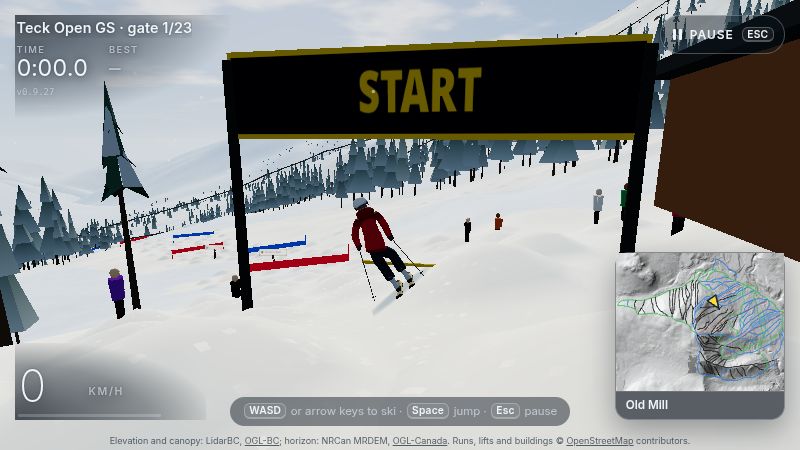 Teck Open GS · gate 1/23
TIME BEST
0:00.0 —
v0.9.27
START
PAUSE ESC
0 KM/H
WASD or arrow keys to ski · Space jump · Esc pause
Old Mill
Elevation and canopy: LidarBC, OGL-BC; horizon: NRCan MRDEM, OGL-Canada. Runs, lifts and buildings © OpenStreetMap contributors.